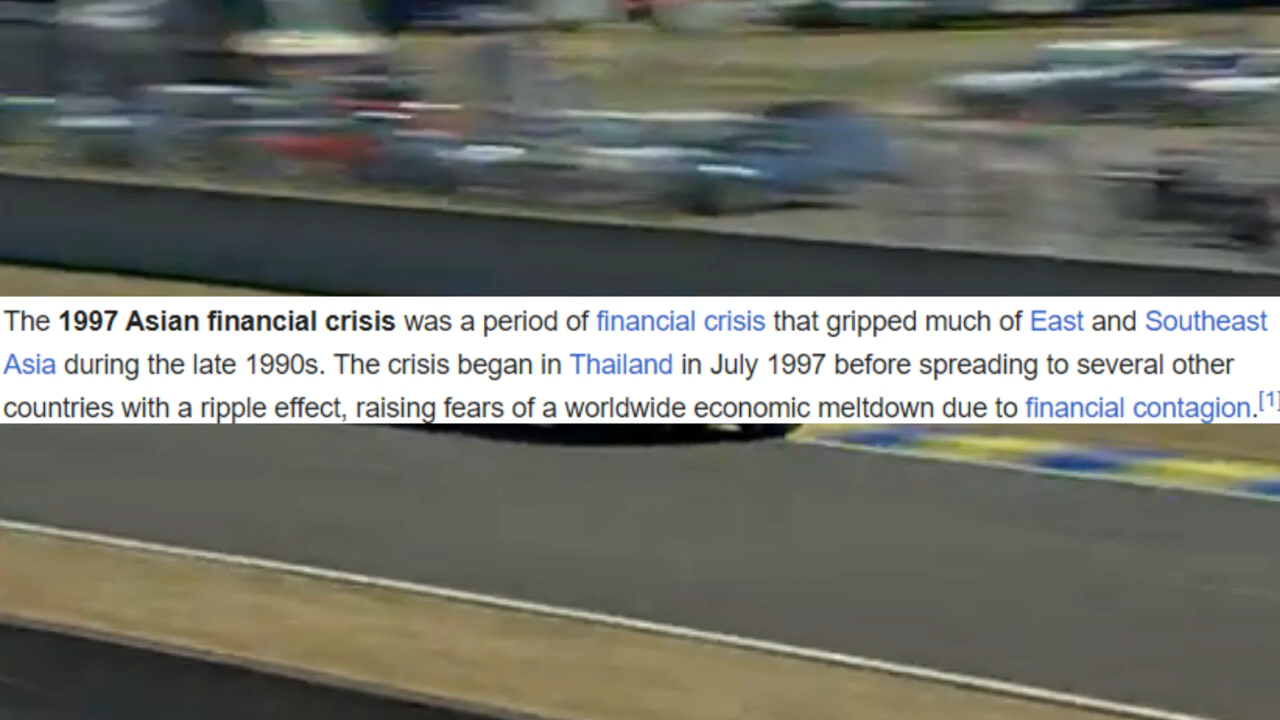 The 1997 Asian financial crisis was a period of financial crisis that gripped much of East and Southeast
Asia during the late 1990s. The crisis began in Thailand in July 1997 before spreading to several other
countries with a ripple effect, raising fears of a worldwide economic meltdown due to financial contagion.[1]